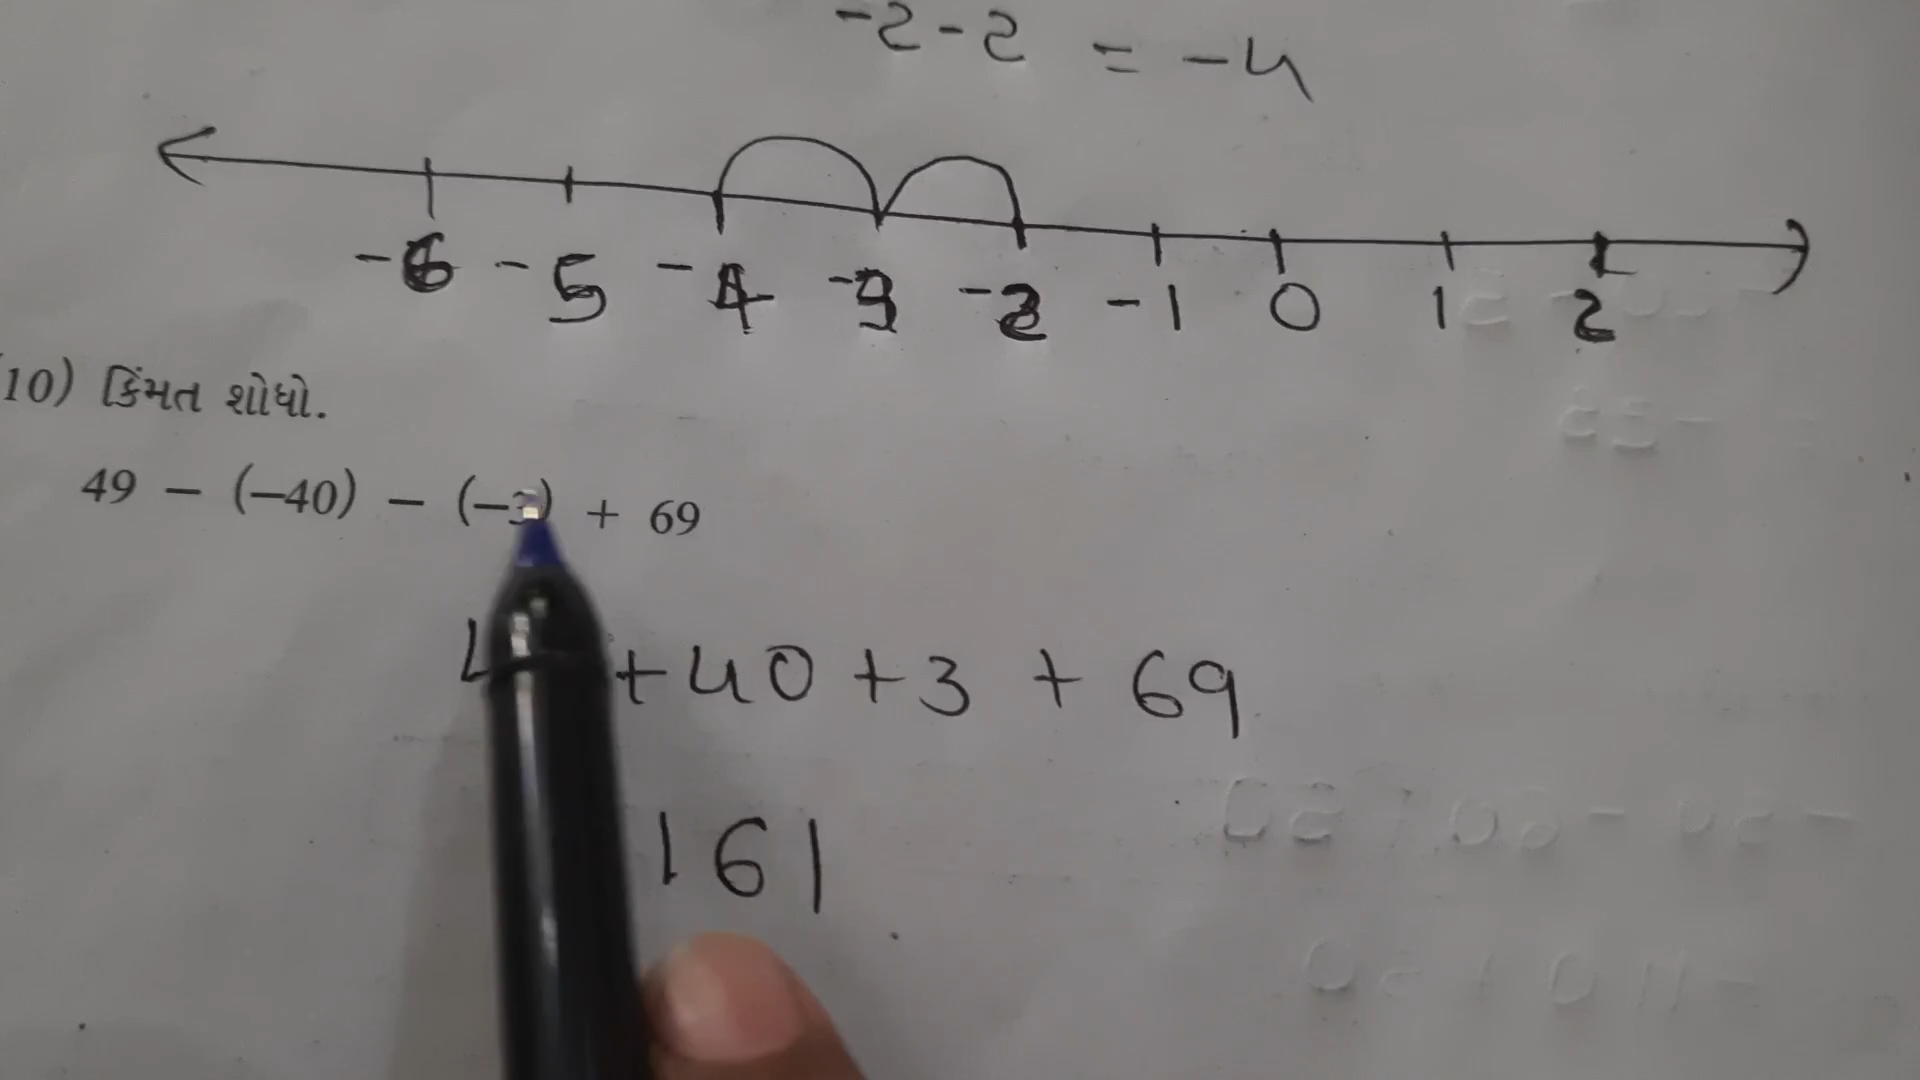 -2 - 2 = -4
-6 -5 -4 -3 -2 -1 0 1 2
10) કિંમત શોધો.
49 – (–40) – (–3) + 69
4 +40 +3 + 69
161